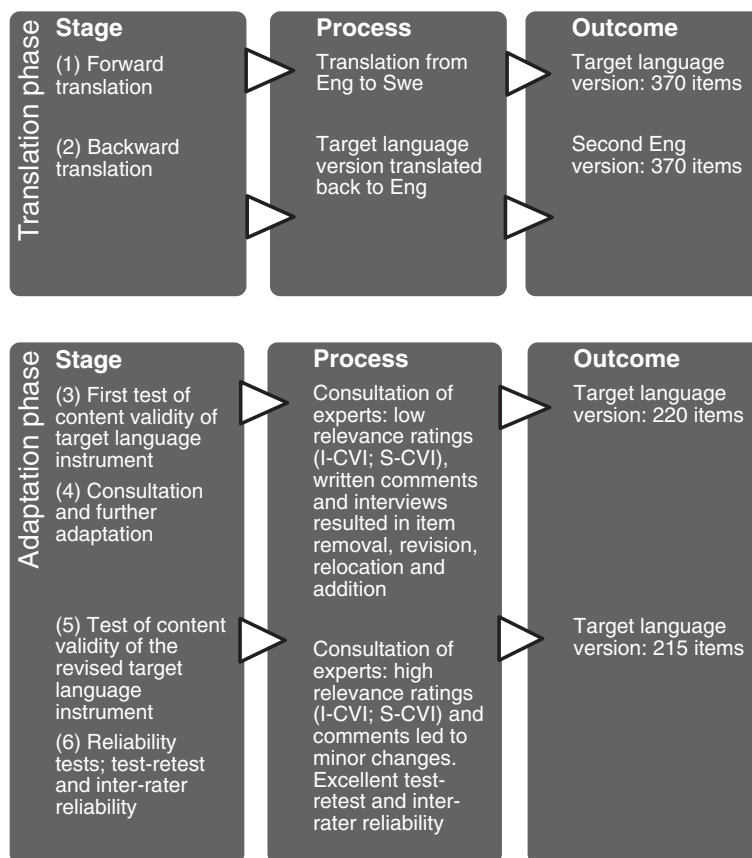 Translation phase
Stage
(1) Forward
translation
(2) Backward
translation
Process
Translation from
Eng to Swe
Target language
version translated
back to Eng
Outcome
Target language
version: 370 items
Second Eng
version: 370 items
Adaptation phase
Stage
(3) First test of
content validity of
target language
instrument
(4) Consultation
and further
adaptation
(5) Test of content
validity of the
revised target
language
instrument
(6) Reliability
tests; test-retest
and inter-rater
reliability
Process
Consultation of
experts: low
relevance ratings
(I-CVI; S-CVI),
written comments
and interviews
resulted in item
removal, revision,
relocation and
addition
Consultation of
experts: high
relevance ratings
(I-CVI; S-CVI) and
comments led to
minor changes.
Excellent test-
retest and inter-
rater reliability
Outcome
Target language
version: 220 items
Target language
version: 215 items